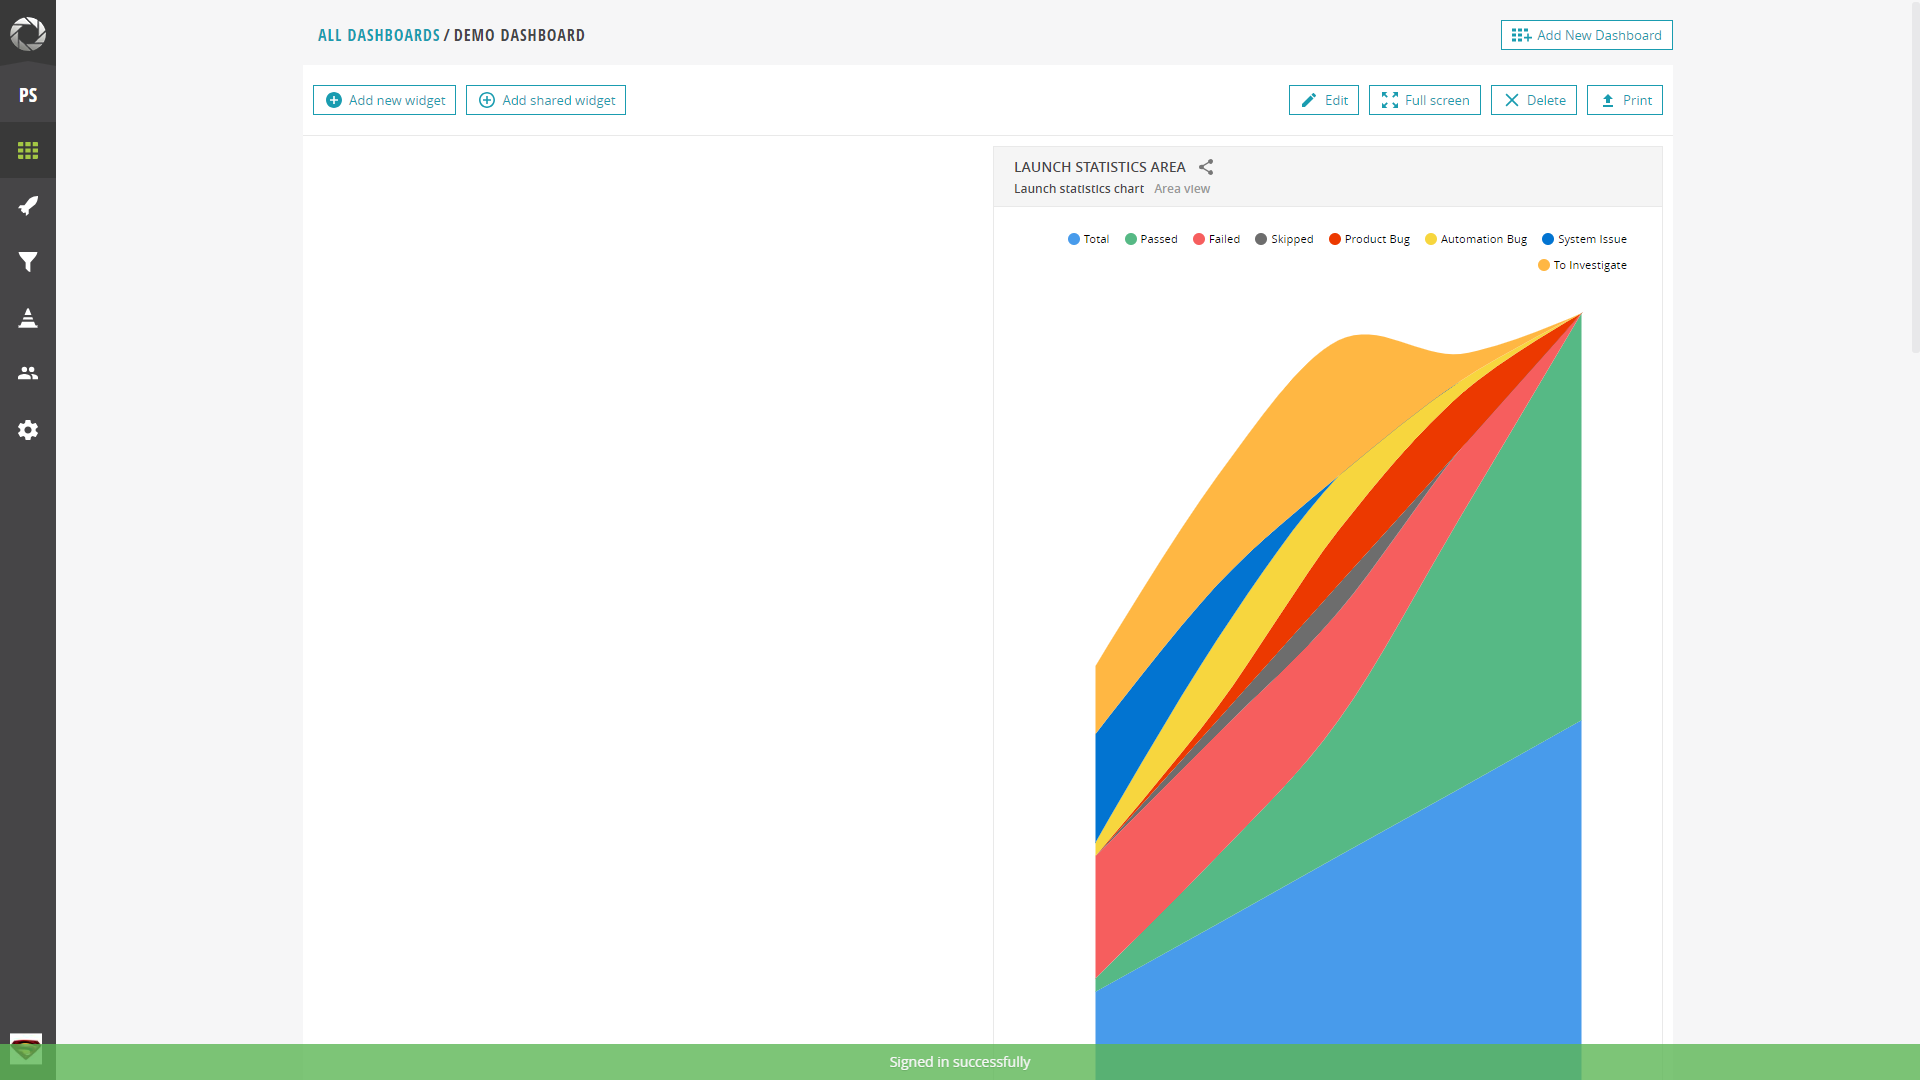 ALL DASHBOARDS / DEMO DASHBOARD
Add New Dashboard
PS
Add new widget
Add shared widget
Edit
Full screen
Delete
Print
LAUNCH STATISTICS AREA
Launch statistics chart Area view
Total Passed Failed Skipped Product Bug Automation Bug System Issue
To Investigate
Signed in successfully